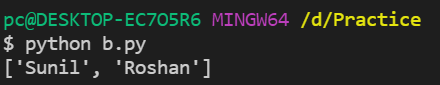 pc@DESKTOP-EC7O5R6 MINGW64 /d/Practice
$ python b.py
['Sunil', 'Roshan']